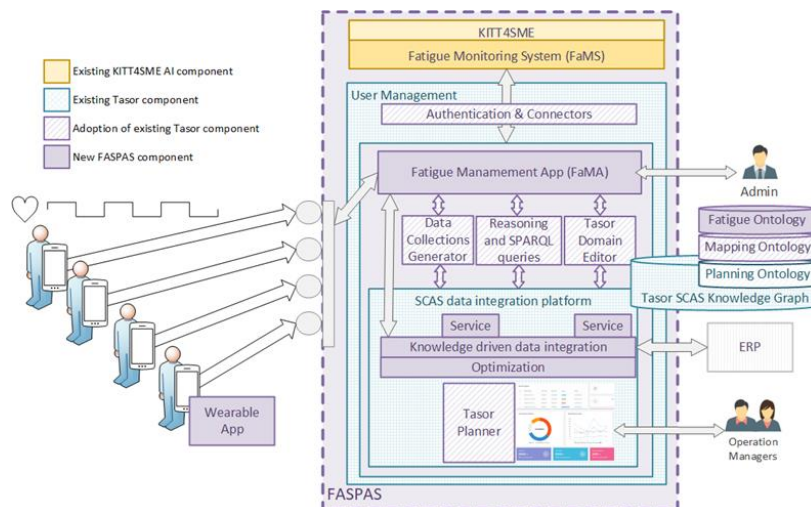 KITT4SME
Fatigue Monitoring System (FaMS)
Existing KITT4SME AI component
Existing Tasor component
Adoption of existing Tasor component
New FASPAS component
User Management
Authentication & Connectors
Fatigue Manamement App (FaMA)
Admin
Data
Collections
Generator
Reasoning
and SPARQL
queries
Tasor
Domain
Editor
Fatigue Ontology
Mapping Ontology
Planning Ontology
Tasor SCAS Knowledge Graph
SCAS data integration platform
Service
Service
Knowledge driven data integration
Optimization
ERP
Wearable
App
Tasor
Planner
Operation
Managers
FASPAS